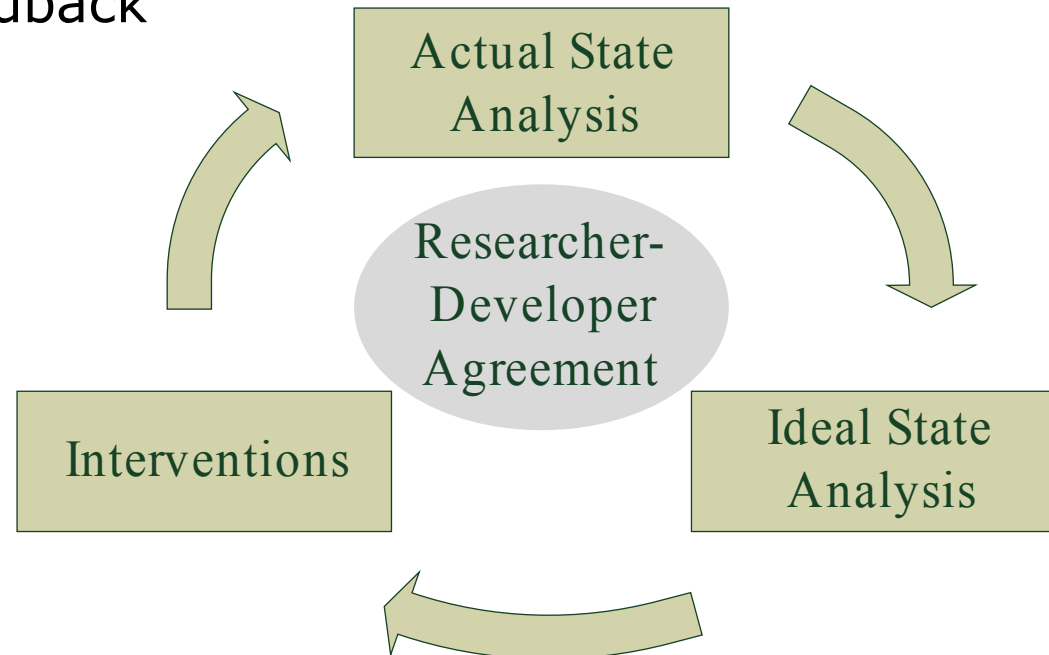 Actual State
Analysis
Researcher-
Developer
Agreement
Interventions
Ideal State
Analysis